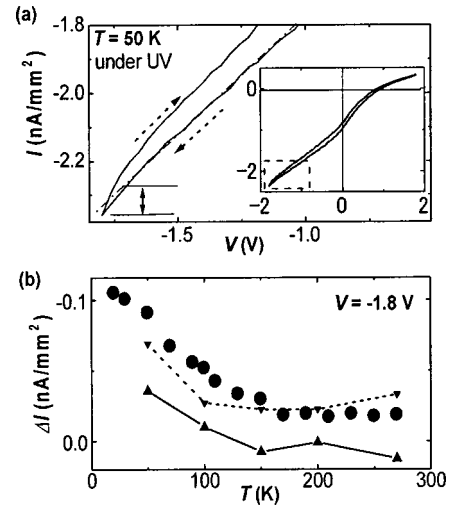 (a)
-1.8
T = 50 K
under UV
-2.0
I (nA/mm²)
-2.2
0
-2
-2
0
2
-1.5
-1.0
V (V)
(b)
-0.1
V = -1.8 V
ΔI (nA/mm²)
0.0
0
100
200
300
T (K)